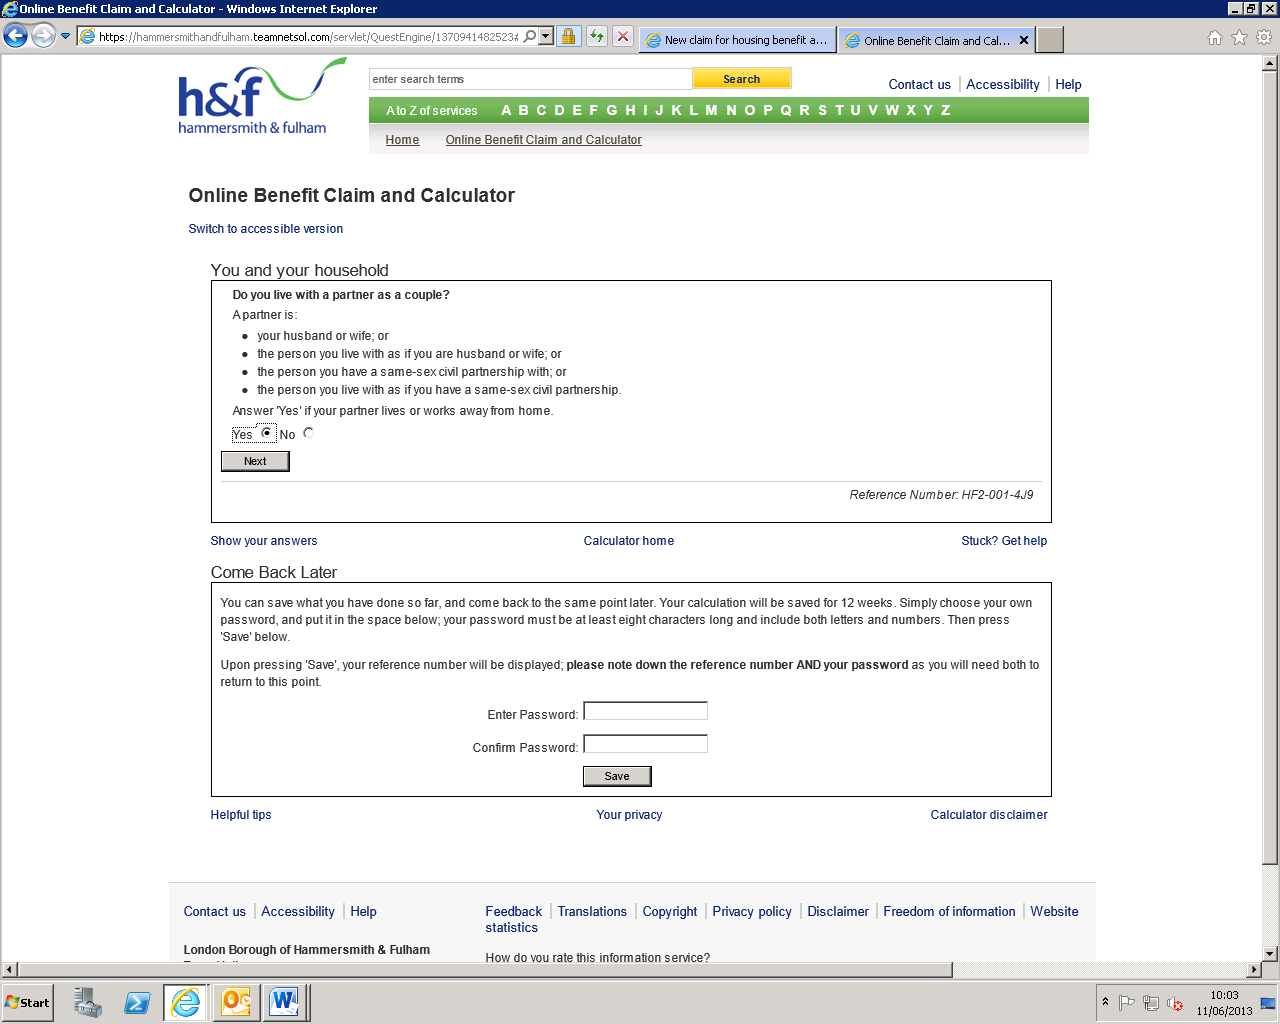 Online Benefit Claim and Calculator - Windows Internet Explorer
https://hammersmithandfulham.teamnetsol.com/servlet/QuestEngine/1370941482523#
New claim for housing benefit a...
Online Benefit Claim and Cal...
h&f
hammersmith & fulham
enter search terms
Search
Contact us
Accessibility
Help
A to Z of services A B C D E F G H I J K L M N O P Q R S T U V W X Y Z
Home
Online Benefit Claim and Calculator
Online Benefit Claim and Calculator
Switch to accessible version
You and your household
Do you live with a partner as a couple?
A partner is:
your husband or wife; or
the person you live with as if you are husband or wife; or
the person you have a same-sex civil partnership with; or
the person you live with as if you have a same-sex civil partnership.
Answer 'Yes' if your partner lives or works away from home.
Yes No
Next
Reference Number: HF2-001-4J9
Show your answers
Calculator home
Stuck? Get help
Come Back Later
You can save what you have done so far, and come back to the same point later. Your calculation will be saved for 12 weeks. Simply choose your own
password, and put it in the space below; your password must be at least eight characters long and include both letters and numbers. Then press
'Save' below.
Upon pressing 'Save', your reference number will be displayed; please note down the reference number AND your password as you will need both to
return to this point.
Enter Password:
Confirm Password:
Save
Helpful tips
Your privacy
Calculator disclaimer
Contact us
Accessibility
Help
Feedback
Translations
Copyright
Privacy policy
Disclaimer
Freedom of information
Website
statistics
London Borough of Hammersmith & Fulham
How do you rate this information service?
Start
10:03
11/06/2013